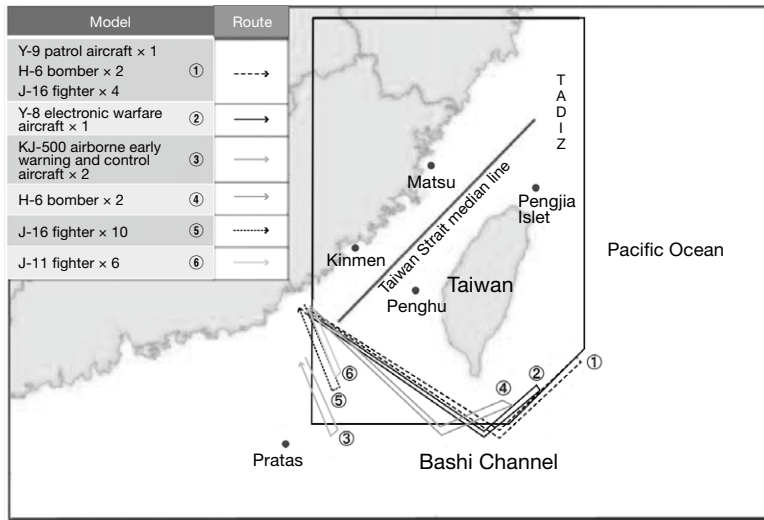 Model Route
Y-9 patrol aircraft × 1
H-6 bomber × 2 ①
J-16 fighter × 4
Y-8 electronic warfare
aircraft × 1 ②
KJ-500 airborne early
warning and control
aircraft × 2 ③
H-6 bomber × 2 ④
J-16 fighter × 10 ⑤
J-11 fighter × 6 ⑥
TADIZ
Matsu
Taiwan Strait median line
Pengjia
Islet
Kinmen
Pacific Ocean
Penghu
Taiwan
①
②
④
⑥
⑤
③
Pratas
Bashi Channel